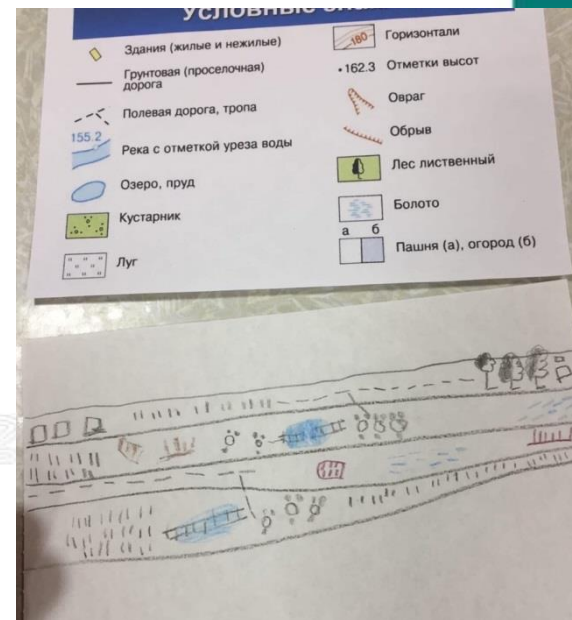 Условные
Здания (жилые и нежилые)
Грунтовая (проселочная)
дорога
Полевая дорога, тропа
155.2
Река с отметкой уреза воды
Озеро, пруд
Кустарник
Луг
180
Горизонтали
•162.3 Отметки высот
Овраг
Обрыв
Лес лиственный
Болото
а б
Пашня (а), огород (б)